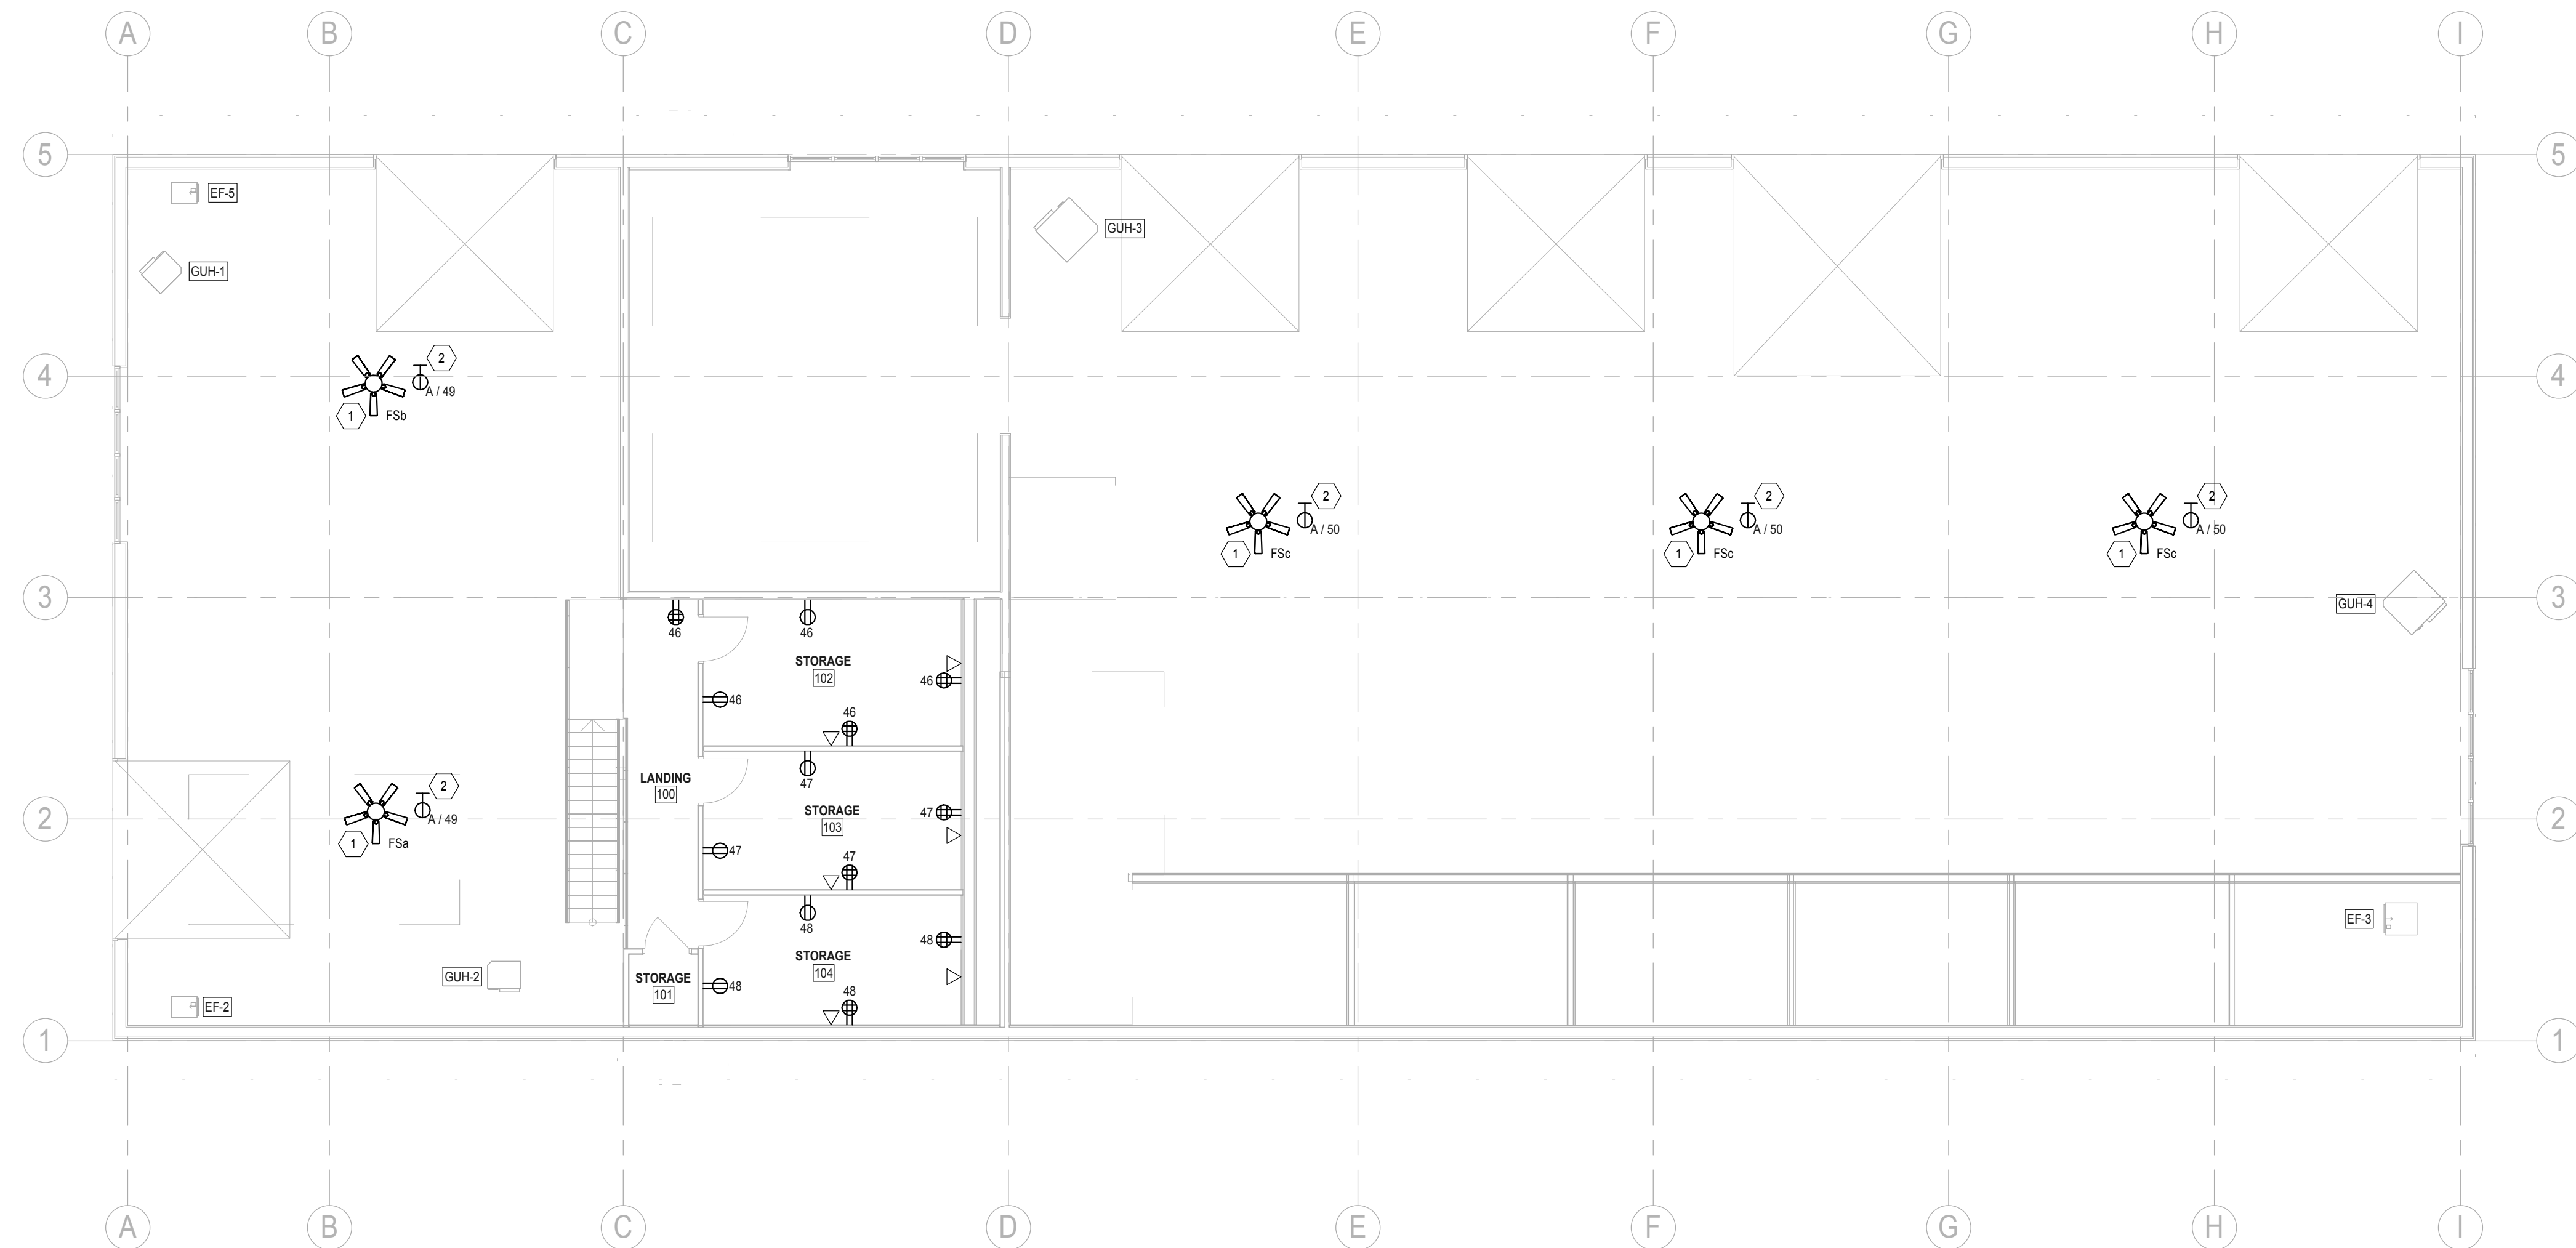 A B C D E F G H I
5 5
EF-5
GUH-3
GUH-1
2
4 4
A / 49
1 FSb
2 2 2
A / 50 A / 50 A / 50
1 FSc 1 FSc 1 FSc
3 3
GUH-4
46 46
STORAGE
102
46
46
46
47
LANDING
100
2
STORAGE
103
47
A / 49
2 2
1 FSa
47
47
48
EF-3
48
STORAGE
104
GUH-2
STORAGE
101
48
48
EF-2
1 1
A B C D E F G H I